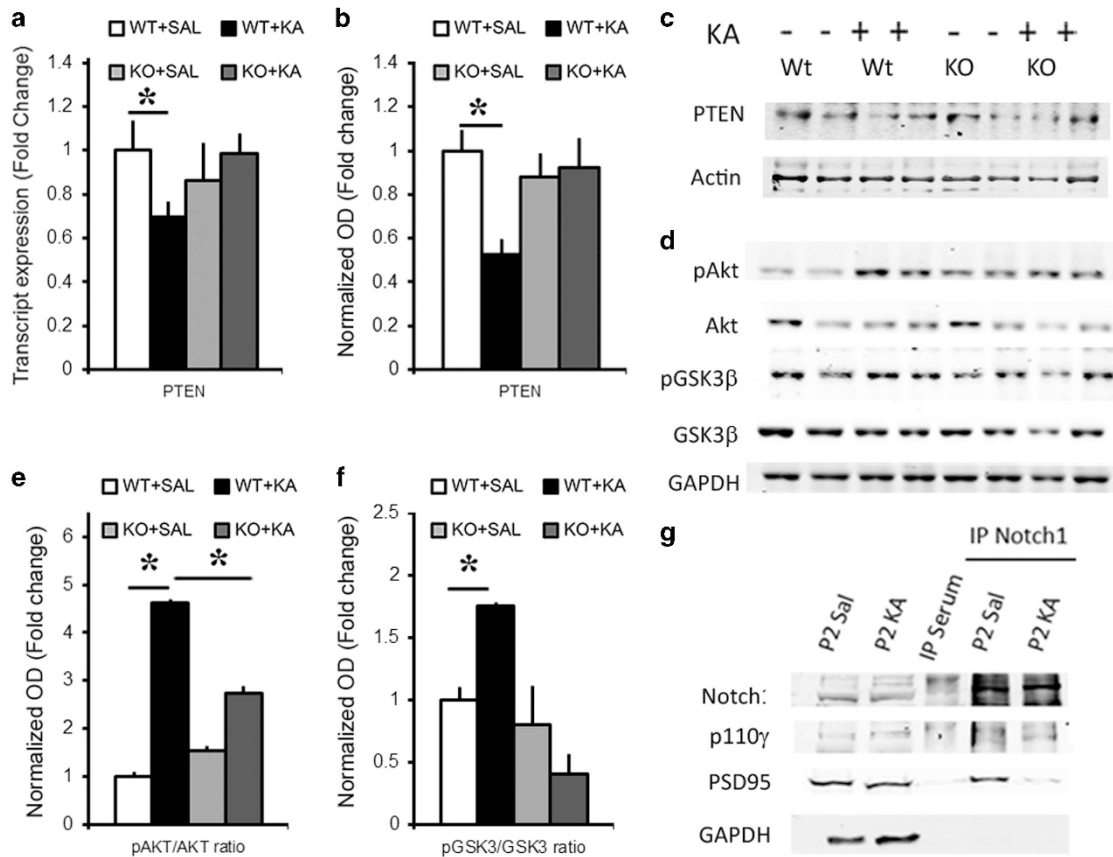 a
WT+SAL WT+KA
KO+SAL KO+KA
*
Transcript expression (Fold Change)
1.4
1.2
1
0.8
0.6
0.4
0.2
0
PTEN
b
WT+SAL WT+KA
KO+SAL KO+KA
*
Normalized OD (Fold change)
1.4
1.2
1
0.8
0.6
0.4
0.2
0
PTEN
c
KA - - + + - - + +
Wt Wt KO KO
PTEN
Actin
d
pAkt
Akt
pGSK3β
GSK3β
GAPDH
e
WT+SAL WT+KA
KO+SAL KO+KA
* *
Normalized OD (Fold change)
6
5
4
3
2
1
0
pAKT/AKT ratio
f
WT+SAL WT+KA
KO+SAL KO+KA
*
Normalized OD (Fold change)
2.5
2
1.5
1
0.5
0
pGSK3/GSK3 ratio
g
IP Notch1
P2 Sal P2 KA IP Serum P2 Sal P2 KA
Notch
p110γ
PSD95
GAPDH